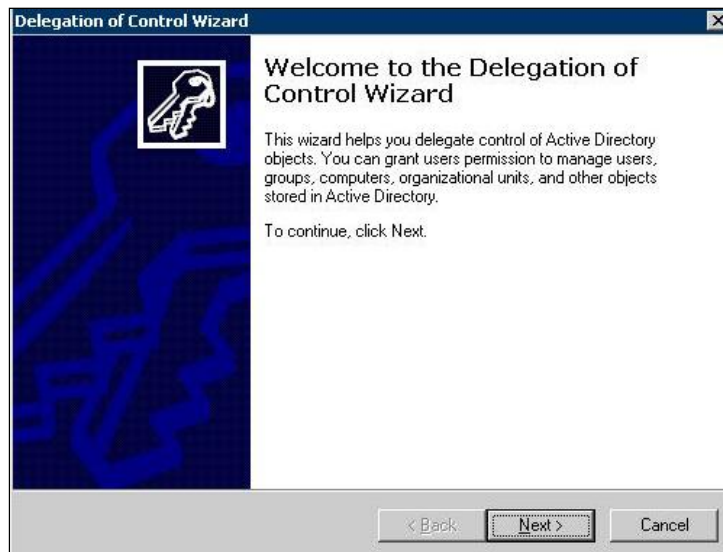 Delegation of Control Wizard
Welcome to the Delegation of
Control Wizard
This wizard helps you delegate control of Active Directory
objects. You can grant users permission to manage users,
groups, computers, organizational units, and other objects
stored in Active Directory.
To continue, click Next.
< Back
Next >
Cancel